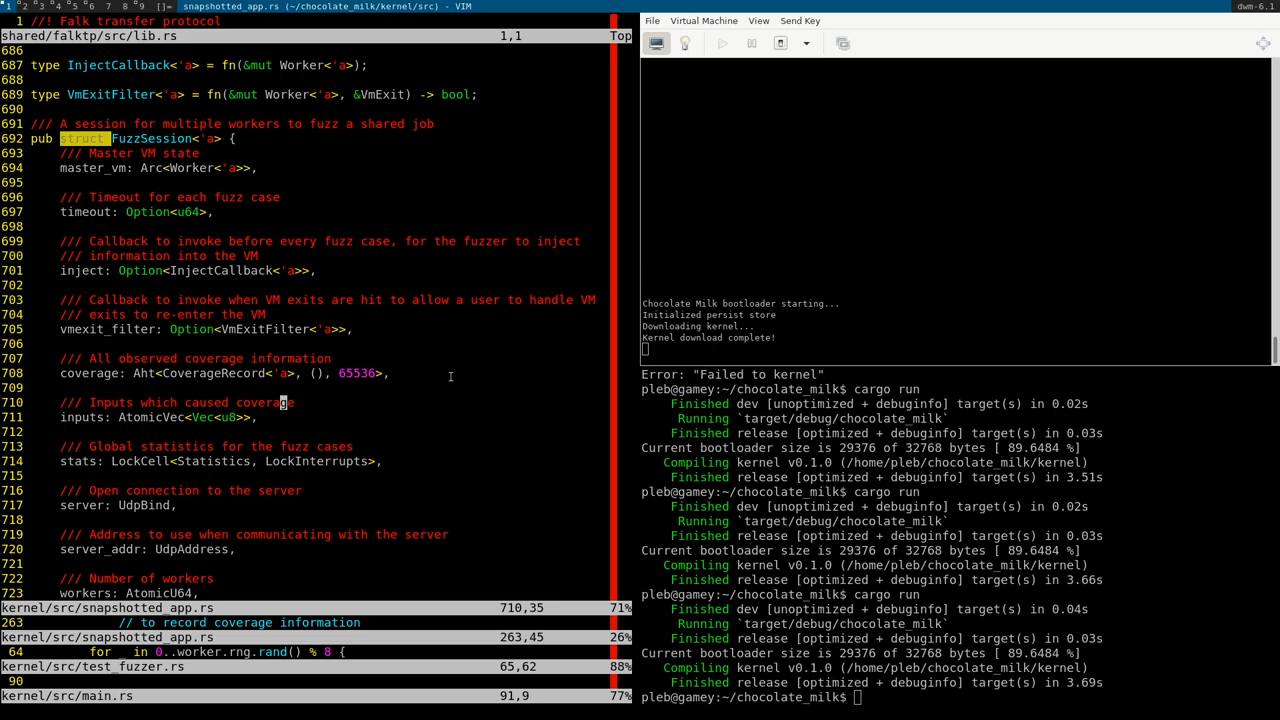 1 2 3 4 5 6 7 8 9 []= snapshotted_app.rs (~/chocolate_milk/kernel/src) - VIM dwm-6.1
1 //! Falk transfer protocol
shared/falktp/src/lib.rs 1,1 Top
686
687 type InjectCallback<'a> = fn(&mut Worker<'a>);
688
689 type VmExitFilter<'a> = fn(&mut Worker<'a>, &VmExit) -> bool;
690
691 /// A session for multiple workers to fuzz a shared job
692 pub struct FuzzSession<'a> {
693 /// Master VM state
694 master_vm: Arc<Worker<'a>>,
695
696 /// Timeout for each fuzz case
697 timeout: Option<u64>,
698
699 /// Callback to invoke before every fuzz case, for the fuzzer to inject
700 /// information into the VM
701 inject: Option<InjectCallback<'a>>,
702
703 /// Callback to invoke when VM exits are hit to allow a user to handle VM
704 /// exits to re-enter the VM
705 vmexit_filter: Option<VmExitFilter<'a>>,
706
707 /// All observed coverage information
708 coverage: Aht<CoverageRecord<'a>, (), 65536>,
709
710 /// Inputs which caused coverage
711 inputs: AtomicVec<Vec<u8>>,
712
713 /// Global statistics for the fuzz cases
714 stats: LockCell<Statistics, LockInterrupts>,
715
716 /// Open connection to the server
717 server: UdpBind,
718
719 /// Address to use when communicating with the server
720 server_addr: UdpAddress,
721
722 /// Number of workers
723 workers: AtomicU64,
kernel/src/snapshotted_app.rs 710,35 71%
263 // to record coverage information
kernel/src/snapshotted_app.rs 263,45 26%
64 for _ in 0..worker.rng.rand() % 8 {
kernel/src/test_fuzzer.rs 65,62 88%
90
kernel/src/main.rs 91,9 77%
File Virtual Machine View Send Key
Chocolate Milk bootloader starting...
Initialized persist store
Downloading kernel...
Kernel download complete!
Error: "Failed to kernel"
pleb@gamey:~/chocolate_milk$ cargo run
Finished dev [unoptimized + debuginfo] target(s) in 0.02s
Running `target/debug/chocolate_milk`
Finished release [optimized + debuginfo] target(s) in 0.03s
Current bootloader size is 29376 of 32768 bytes [ 89.6484 %]
Compiling kernel v0.1.0 (/home/pleb/chocolate_milk/kernel)
Finished release [optimized + debuginfo] target(s) in 3.51s
pleb@gamey:~/chocolate_milk$ cargo run
Finished dev [unoptimized + debuginfo] target(s) in 0.02s
Running `target/debug/chocolate_milk`
Finished release [optimized + debuginfo] target(s) in 0.03s
Current bootloader size is 29376 of 32768 bytes [ 89.6484 %]
Compiling kernel v0.1.0 (/home/pleb/chocolate_milk/kernel)
Finished release [optimized + debuginfo] target(s) in 3.66s
pleb@gamey:~/chocolate_milk$ cargo run
Finished dev [unoptimized + debuginfo] target(s) in 0.04s
Running `target/debug/chocolate_milk`
Finished release [optimized + debuginfo] target(s) in 0.03s
Current bootloader size is 29376 of 32768 bytes [ 89.6484 %]
Compiling kernel v0.1.0 (/home/pleb/chocolate_milk/kernel)
Finished release [optimized + debuginfo] target(s) in 3.69s
pleb@gamey:~/chocolate_milk$